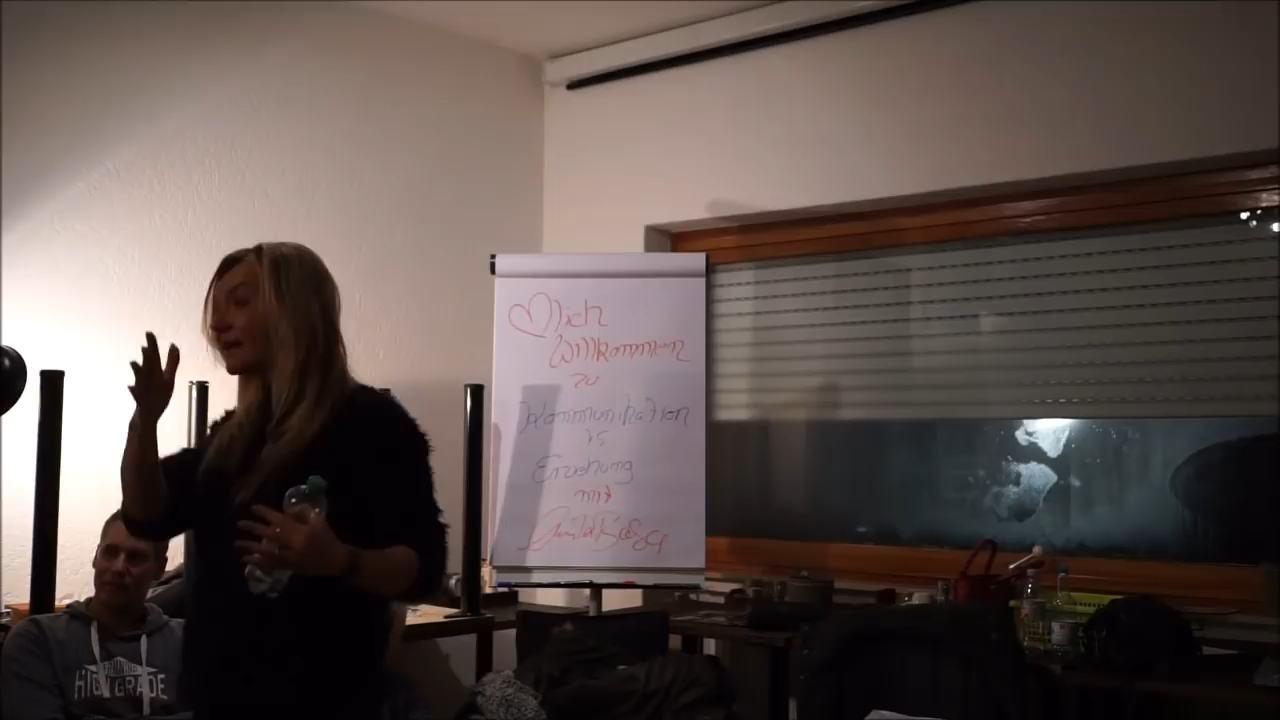 ♡lich
Willkommen
zu
Kommunikation
vs
Erziehung
mit
HIGH GRADE